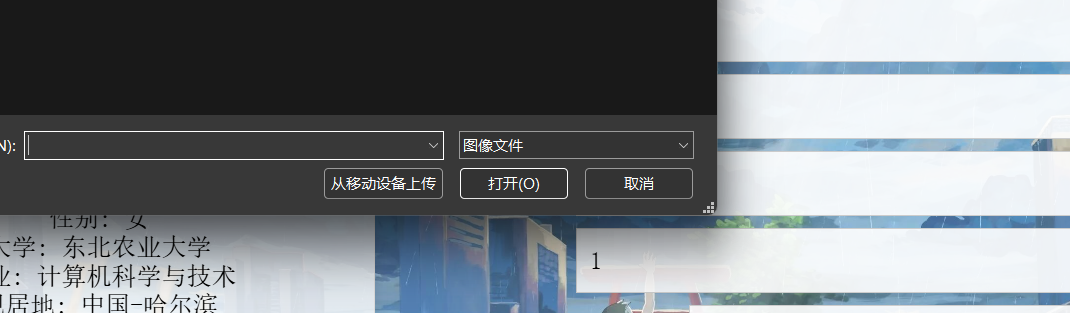 N):
图像文件
从移动设备上传 打开(O) 取消
性别：女
大学：东北农业大学
业：计算机科学与技术
居地：中国-哈尔滨
1